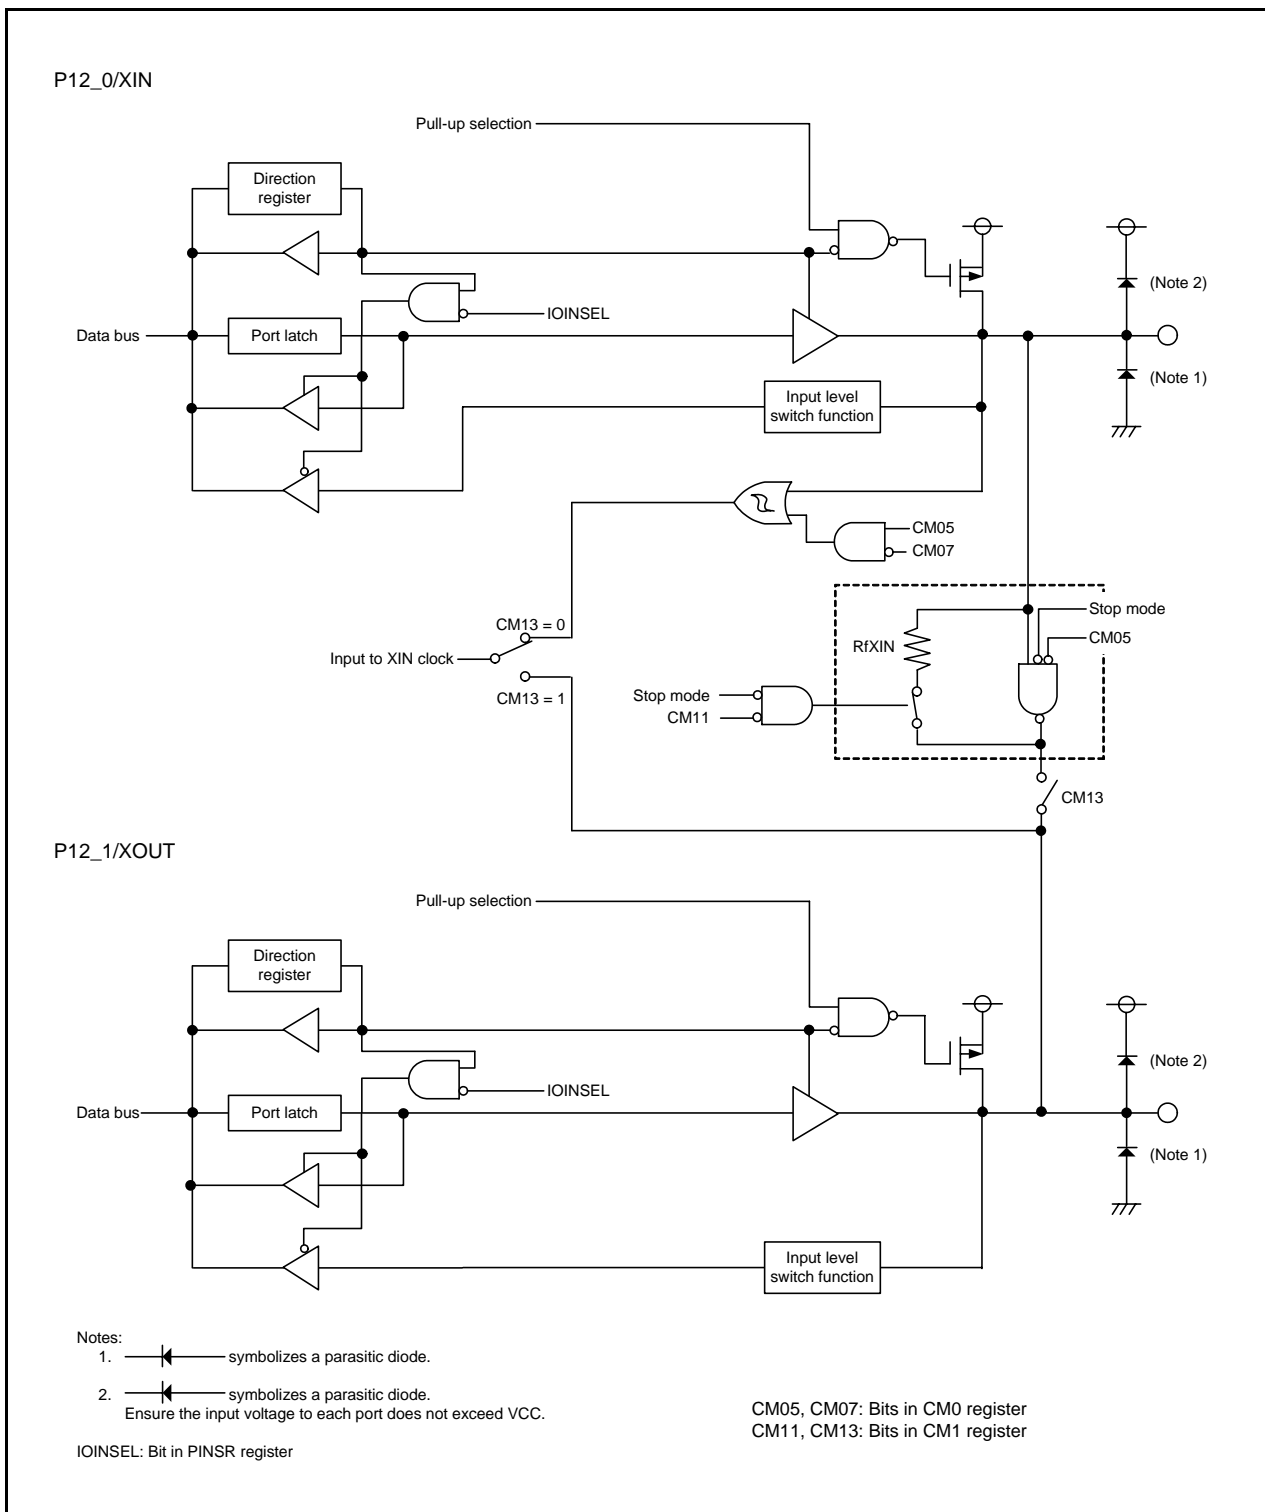 P12_0/XIN
Pull-up selection
Direction
register
(Note 2)
IOINSEL
Data bus
Port latch
(Note 1)
Input level
switch function
CM05
CM07
Stop mode
CM13 = 0
CM05
RfXIN
Input to XIN clock
Stop mode
CM13 = 1
CM11
CM13
P12_1/XOUT
Pull-up selection
Direction
register
(Note 2)
IOINSEL
Data bus
Port latch
(Note 1)
Input level
switch function
Notes:
1. symbolizes a parasitic diode.
2. symbolizes a parasitic diode.
Ensure the input voltage to each port does not exceed VCC.
CM05, CM07: Bits in CM0 register
CM11, CM13: Bits in CM1 register
IOINSEL: Bit in PINSR register